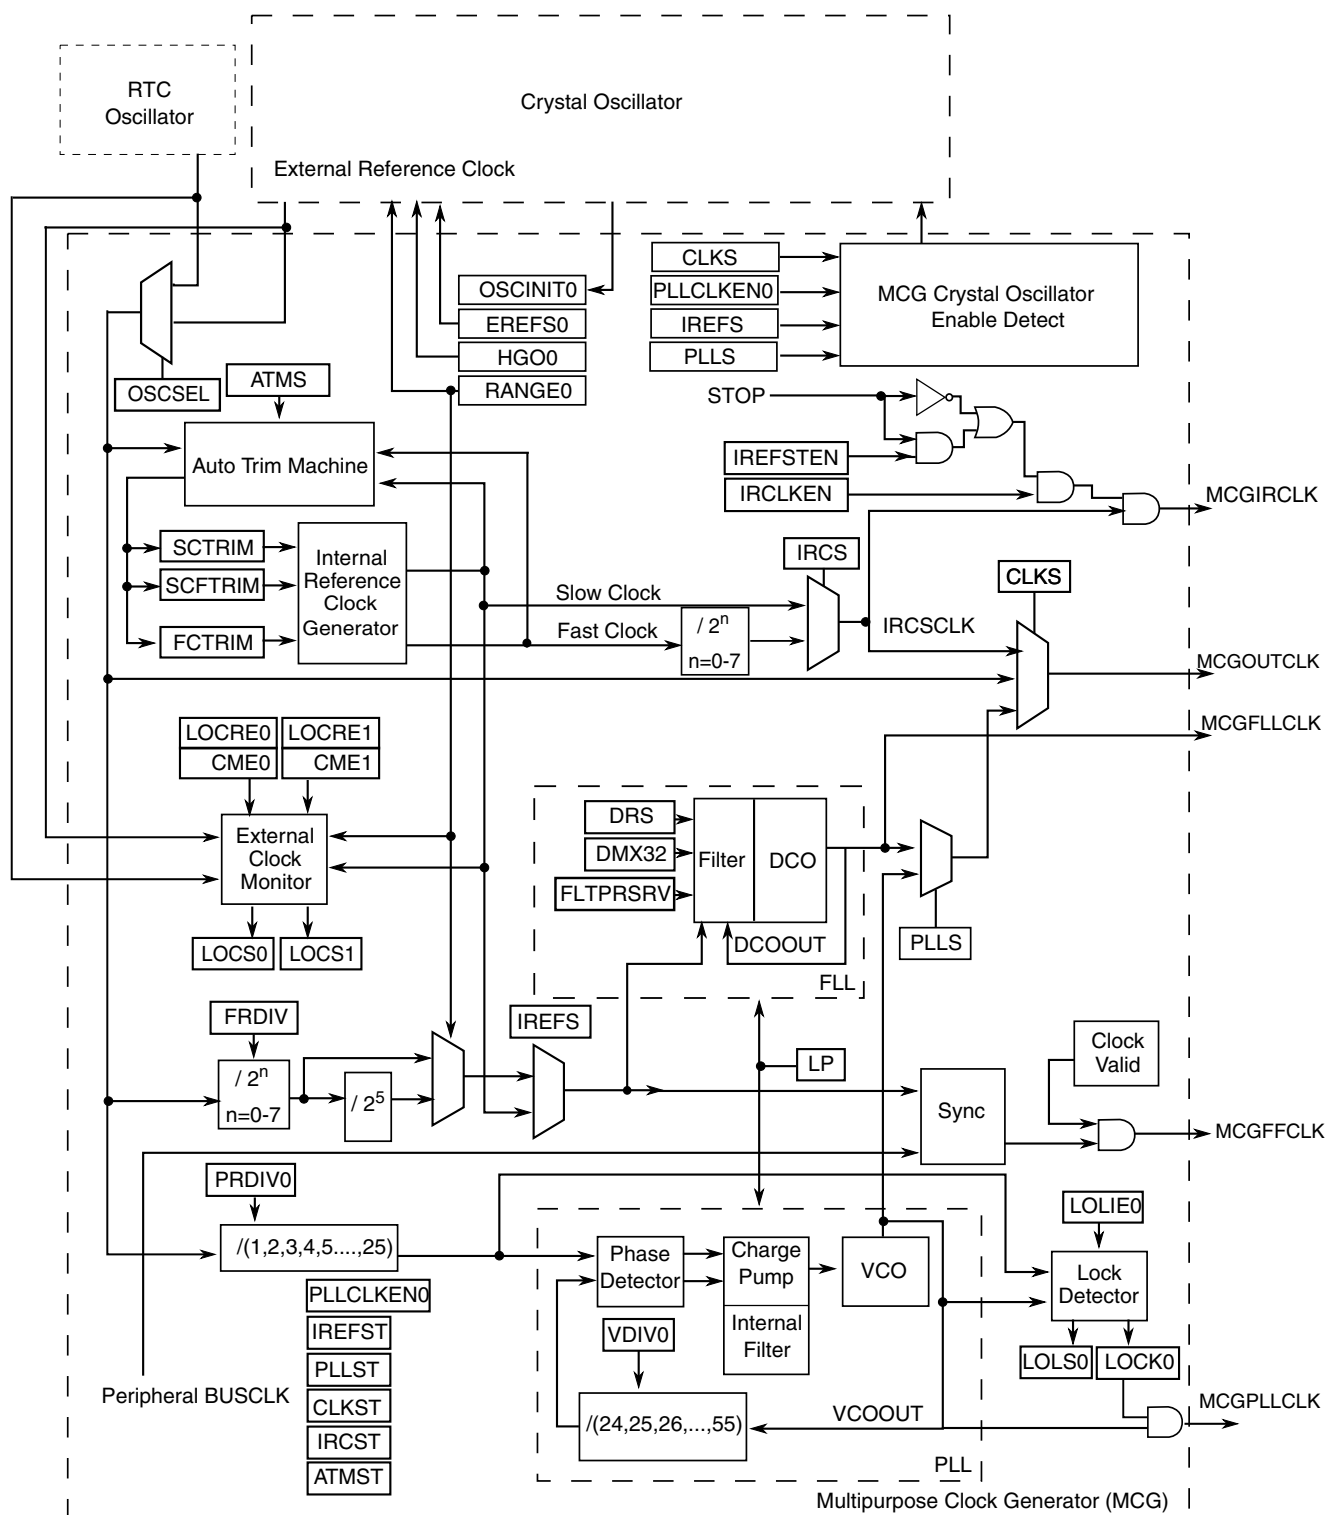 RTC
Oscillator
Crystal Oscillator
External Reference Clock
OSCINIT0
EREFS0
HGO0
RANGE0
CLKS
PLLCLKEN0
IREFS
PLLS
MCG Crystal Oscillator
Enable Detect
OSCSEL
ATMS
STOP
Auto Trim Machine
IREFSTEN
IRCLKEN
MCGIRCLK
SCTRIM
SCFTRIM
FCTRIM
Internal
Reference
Clock
Generator
IRCS
CLKS
Slow Clock
Fast Clock
/ 2n
n=0-7
IRCSCLK
MCGOUTCLK
MCGFLLCLK
LOCRE0
LOCRE1
CME0
CME1
External
Clock
Monitor
LOCS0
LOCS1
DRS
DMX32
FLTPRSRV
Filter
DCO
DCOOUT
FLL
PLLS
FRDIV
/ 2n
n=0-7
/ 25
IREFS
LP
Sync
Clock
Valid
MCGFFCLK
PRDIV0
/(1,2,3,4,5....,25)
Phase
Detector
Charge
Pump
Internal
Filter
VCO
VDIV0
/(24,25,26,...,55)
VCOOUT
PLL
LOLIE0
Lock
Detector
LOLS0
LOCK0
MCGPLLCLK
PLLCLKEN0
IREFST
PLLST
CLKST
IRCST
ATMST
Peripheral BUSCLK
Multipurpose Clock Generator (MCG)